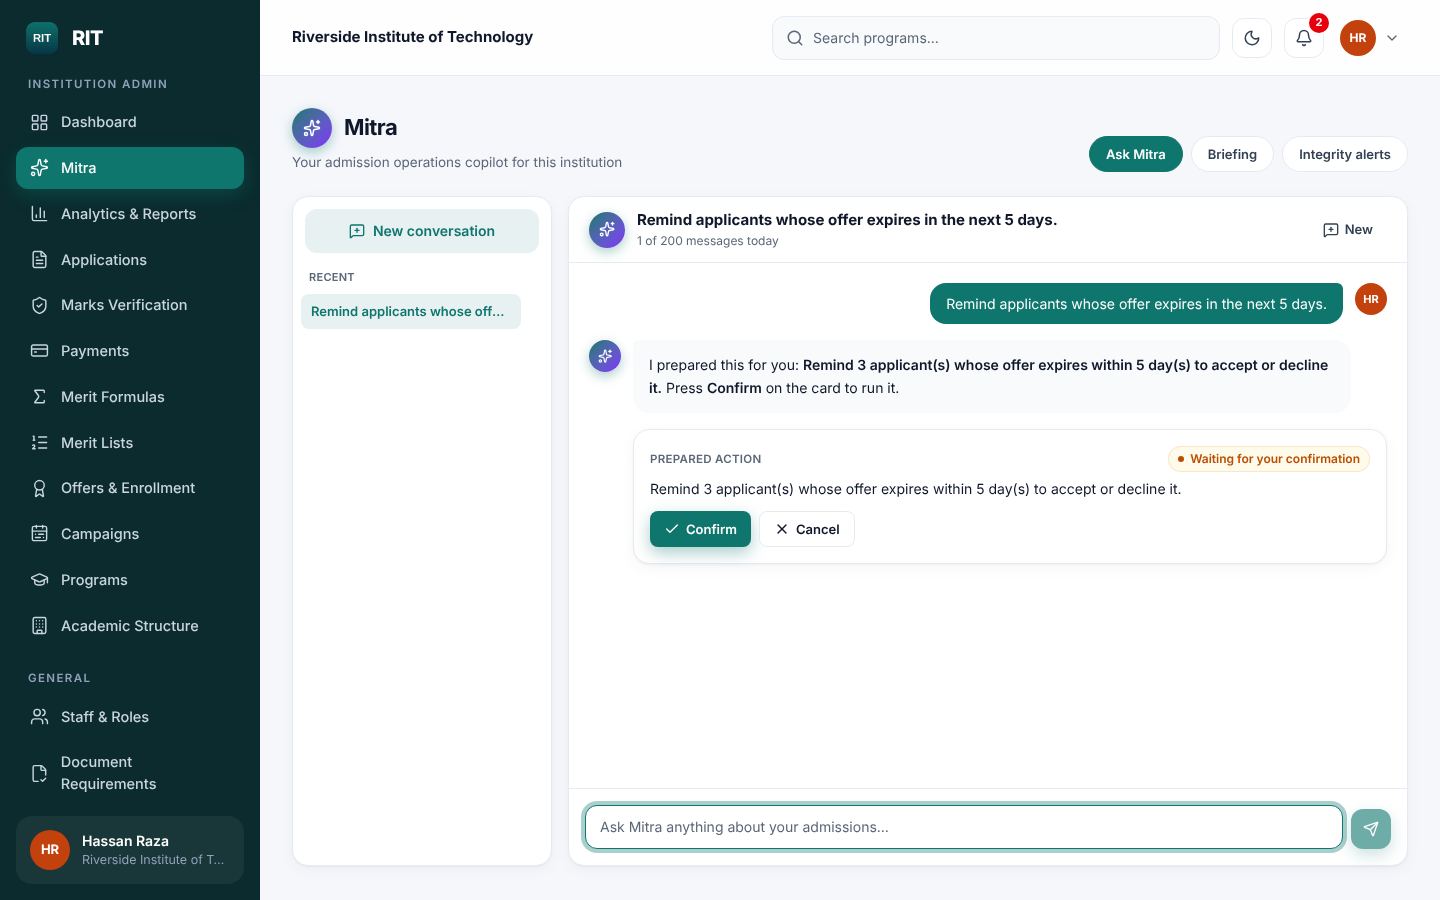 RIT
RIT
INSTITUTION ADMIN
Dashboard
Mitra
Analytics & Reports
Applications
Marks Verification
Payments
Merit Formulas
Merit Lists
Offers & Enrollment
Campaigns
Programs
Academic Structure
GENERAL
Staff & Roles
Document
Requirements
HR
Hassan Raza
Riverside Institute of T...
Riverside Institute of Technology
Search programs...
2
HR
Mitra
Your admission operations copilot for this institution
Ask Mitra
Briefing
Integrity alerts
New conversation
RECENT
Remind applicants whose off...
Remind applicants whose offer expires in the next 5 days.
1 of 200 messages today
New
Remind applicants whose offer expires in the next 5 days.
HR
I prepared this for you: Remind 3 applicant(s) whose offer expires within 5 day(s) to accept or decline
it. Press Confirm on the card to run it.
PREPARED ACTION
Waiting for your confirmation
Remind 3 applicant(s) whose offer expires within 5 day(s) to accept or decline it.
Confirm
Cancel
Ask Mitra anything about your admissions...